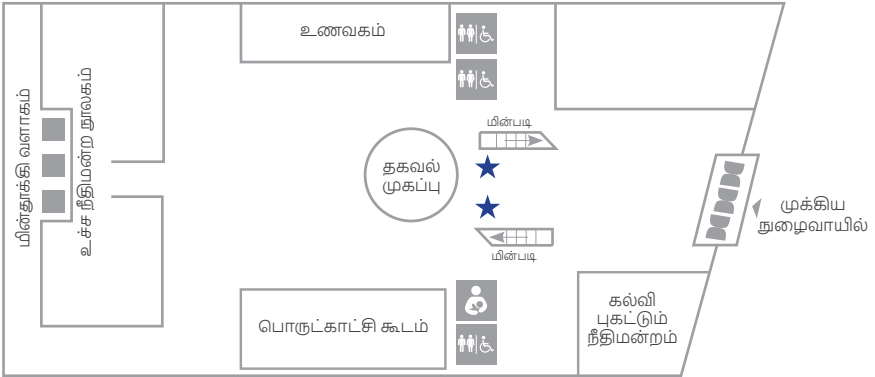 உணவகம்
மின்தூக்கி வளாகம்
உச்ச நீதிமன்ற நூலகம்
மின்படி
தகவல்
முகப்பு
முக்கிய
நுழைவாயில்
மின்படி
பொருட்காட்சி கூடம்
கல்வி
புகட்டும்
நீதிமன்றம்